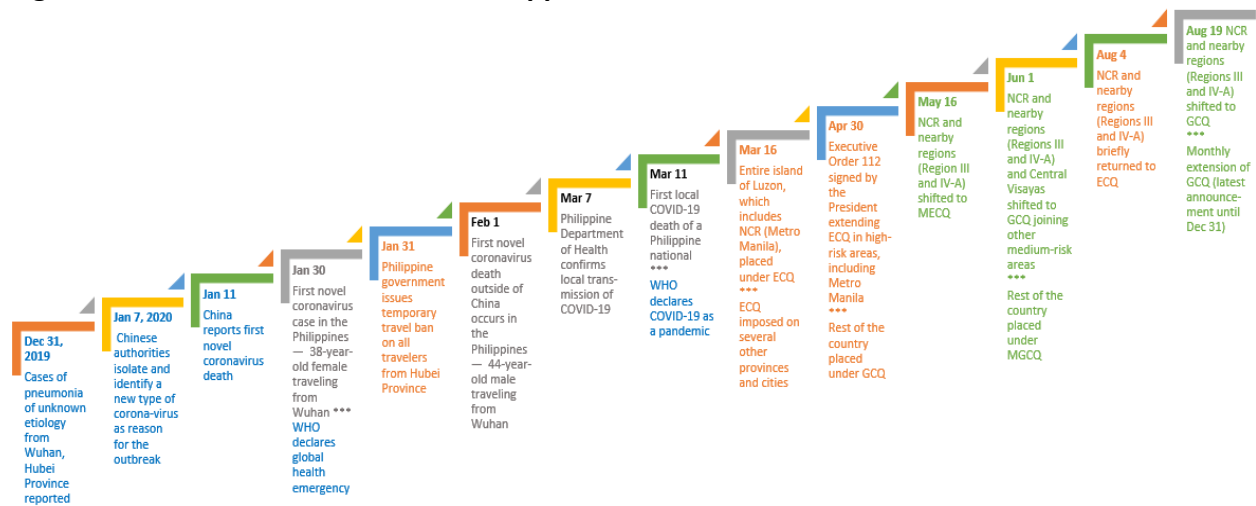 Dec 31,
2019
Cases of
pneumonia
of unknown
etiology
from
Wuhan,
Hubei
Province
reported
Jan 7, 2020
Chinese
authorities
isolate and
identify a
new type of
corona-virus
as reason
for the
outbreak
Jan 11
China
reports first
novel
coronavirus
death
Jan 30
First novel
coronavirus
case in the
Philippines
— 38-year-
old female
traveling
from
Wuhan ***
WHO
declares
global
health
emergency
Jan 31
Philippine
government
issues
temporary
travel ban
on all
travelers
from Hubei
Province
Feb 1
First novel
coronavirus
death
outside of
China
occurs in
the
Philippines
— 44-year-
old male
traveling
from
Wuhan
Mar 7
Philippine
Department
of Health
confirms
local trans-
mission of
COVID-19
Mar 11
First local
COVID-19
death of a
Philippine
national
***
WHO
declares
COVID-19 as
a pandemic
Mar 16
Entire island
of Luzon,
which
includes
NCR (Metro
Manila),
placed
under ECQ
***
ECQ
imposed on
several
other
provinces
and cities
Apr 30
Executive
Order 112
signed by
the
President
extending
ECQ in high-
risk areas,
including
Metro
Manila
***
Rest of the
country
placed
under GCQ
May 16
NCR and
nearby
regions
(Region III
and IV-A)
shifted to
MECQ
Jun 1
NCR and
nearby
regions
(Regions III
and IV-A)
and Central
Visayas
shifted to
GCQ joining
other
medium-risk
areas
***
Rest of the
country
placed
under
MGCQ
Aug 4
NCR and
nearby
regions
(Regions III
and IV-A)
briefly
returned to
ECQ
Aug 19 NCR
and nearby
regions
(Regions III
and IV-A)
shifted to
GCQ
***
Monthly
extension of
GCQ (latest
announce-
ment until
Dec 31)